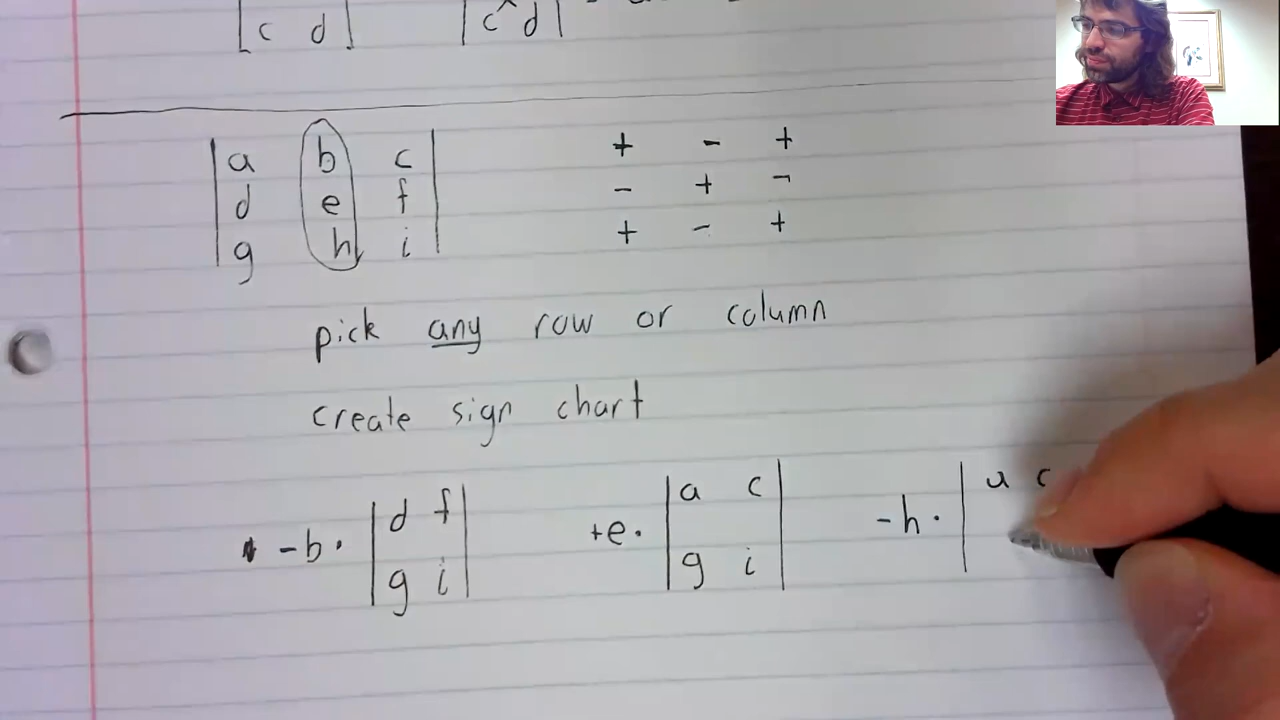 c d | c d |
| a b c | + - +
| d e f | - + -
| g h i | + - +
pick any row or column
create sign chart
- b · | d f | + e · | a c | - h · | a c
| g i | | g i |